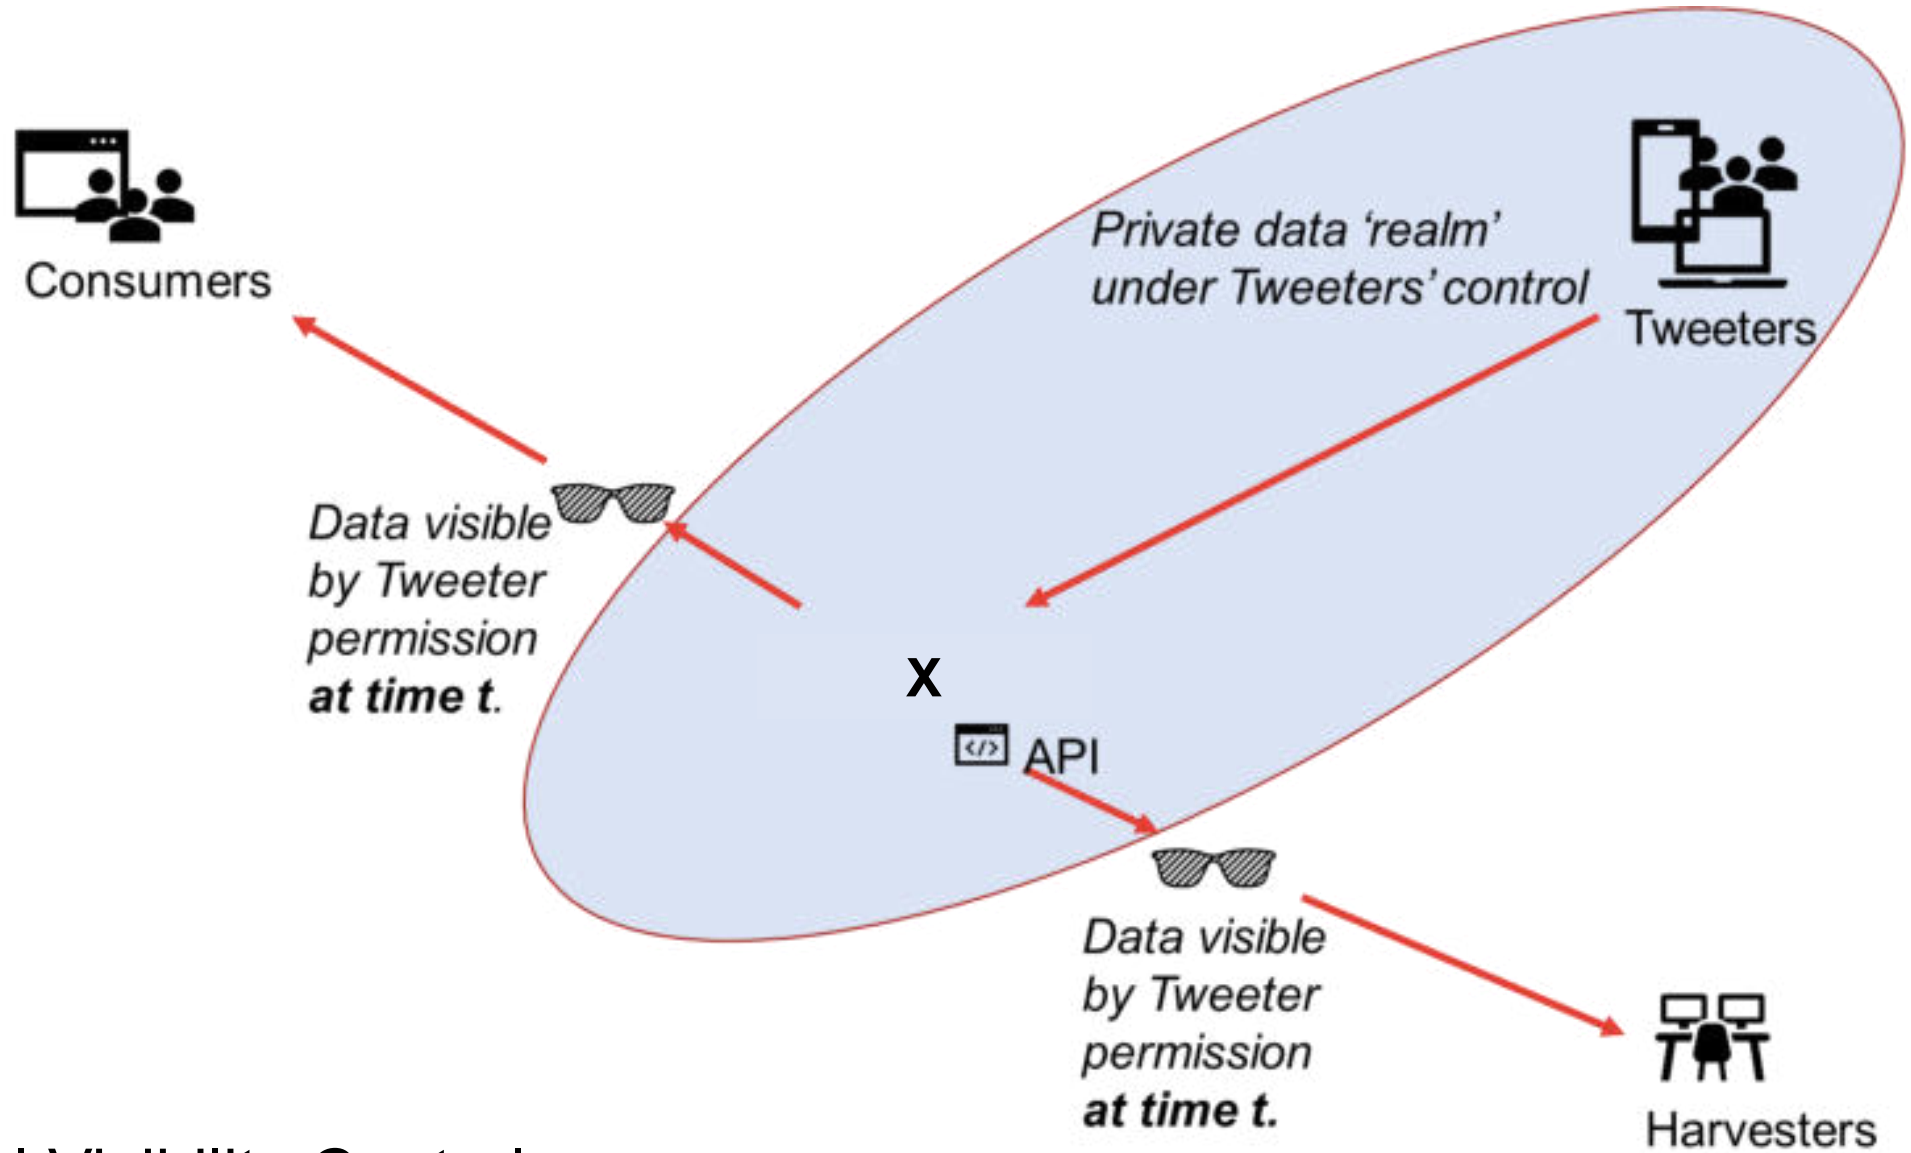 Consumers
Private data ‘realm’
under Tweeters’ control
Tweeters
Data visible
by Tweeter
permission
at time t.
X
</>
API
Data visible
by Tweeter
permission
at time t.
Harvesters